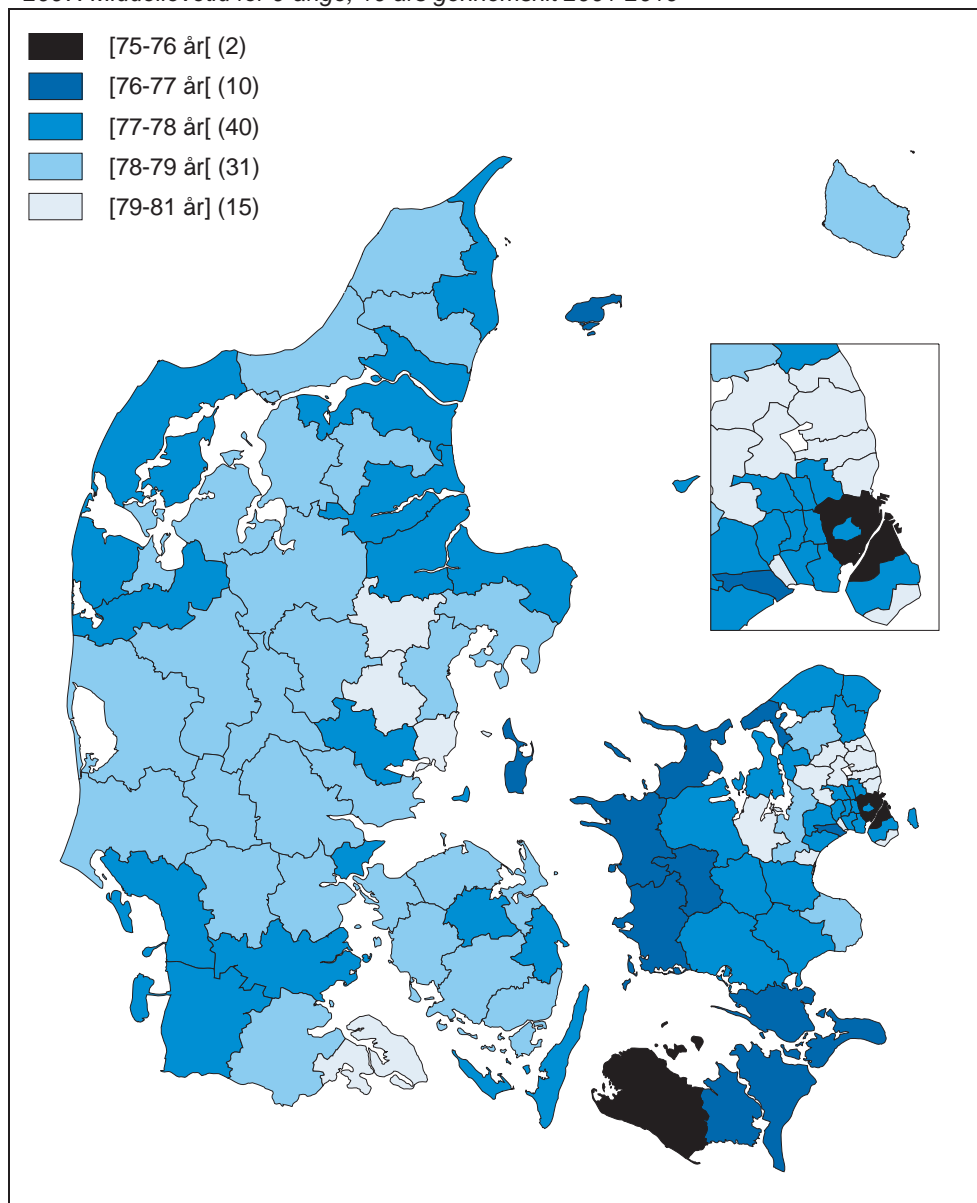 [75-76 år[ (2)
[76-77 år[ (10)
[77-78 år[ (40)
[78-79 år[ (31)
[79-81 år] (15)